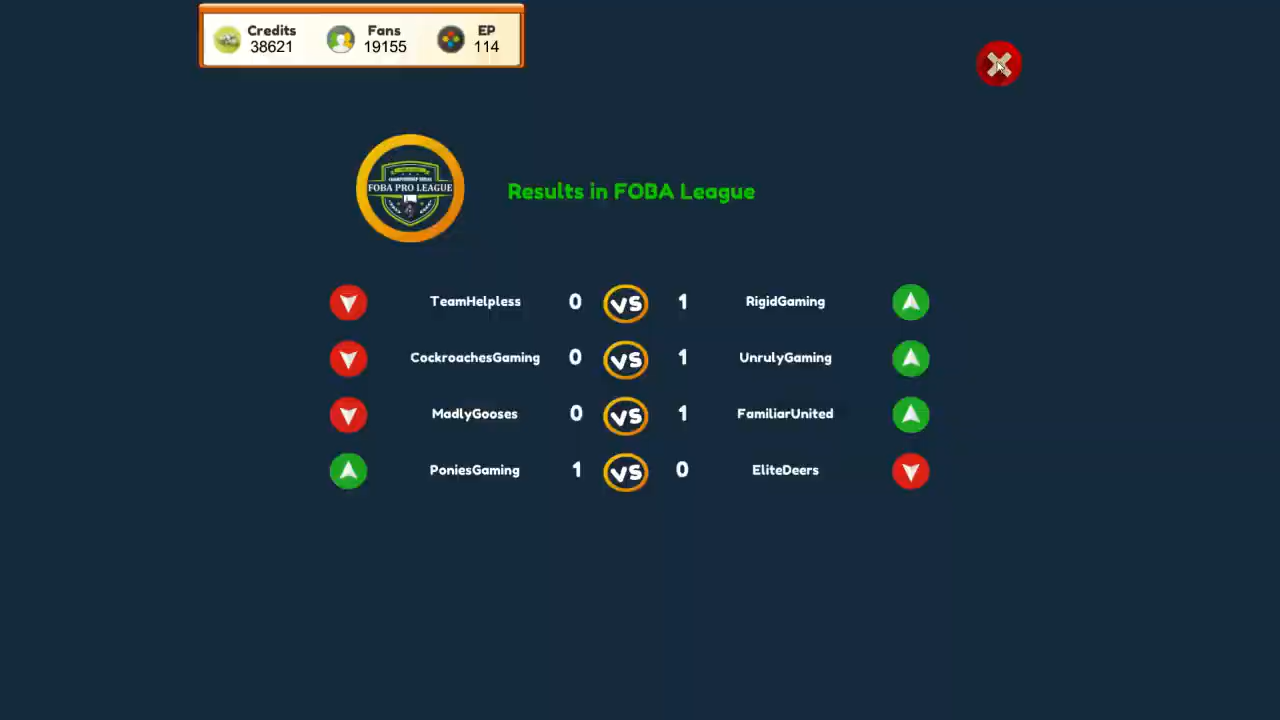 Credits Fans EP
38621 19155 114
FOBA PRO LEAGUE
Results in FOBA League
TeamHelpless 0 VS 1 RigidGaming
CockroachesGaming 0 VS 1 UnrulyGaming
MadlyGooses 0 VS 1 FamiliarUnited
PoniesGaming 1 VS 0 EliteDeers